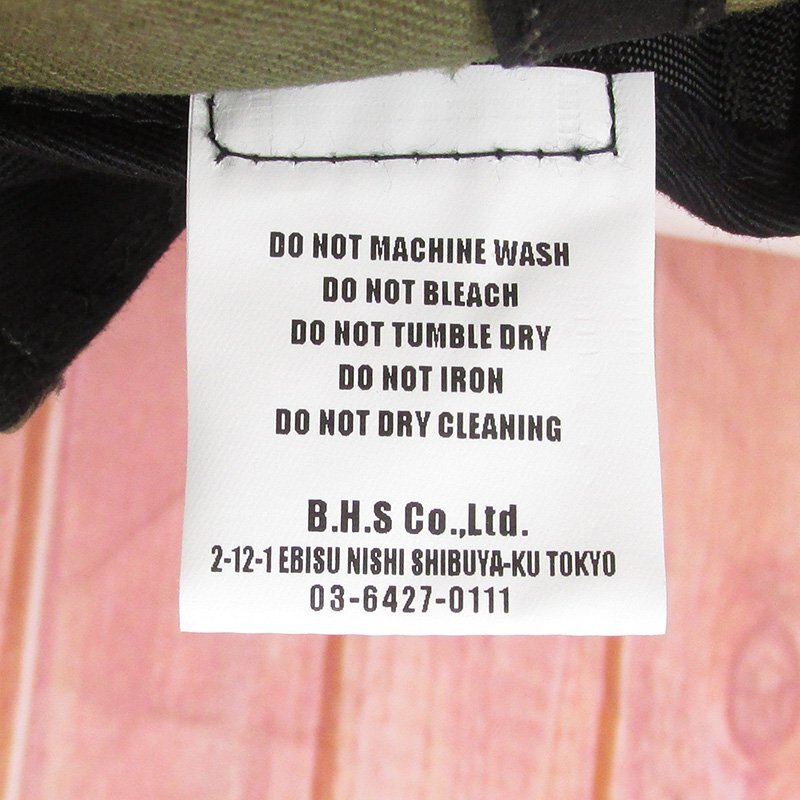 DO NOT MACHINE WASH
DO NOT BLEACH
DO NOT TUMBLE DRY
DO NOT IRON
DO NOT DRY CLEANING
B.H.S Co.,Ltd.
2-12-1 EBISU NISHI SHIBUYA-KU TOKYO
03-6427-0111